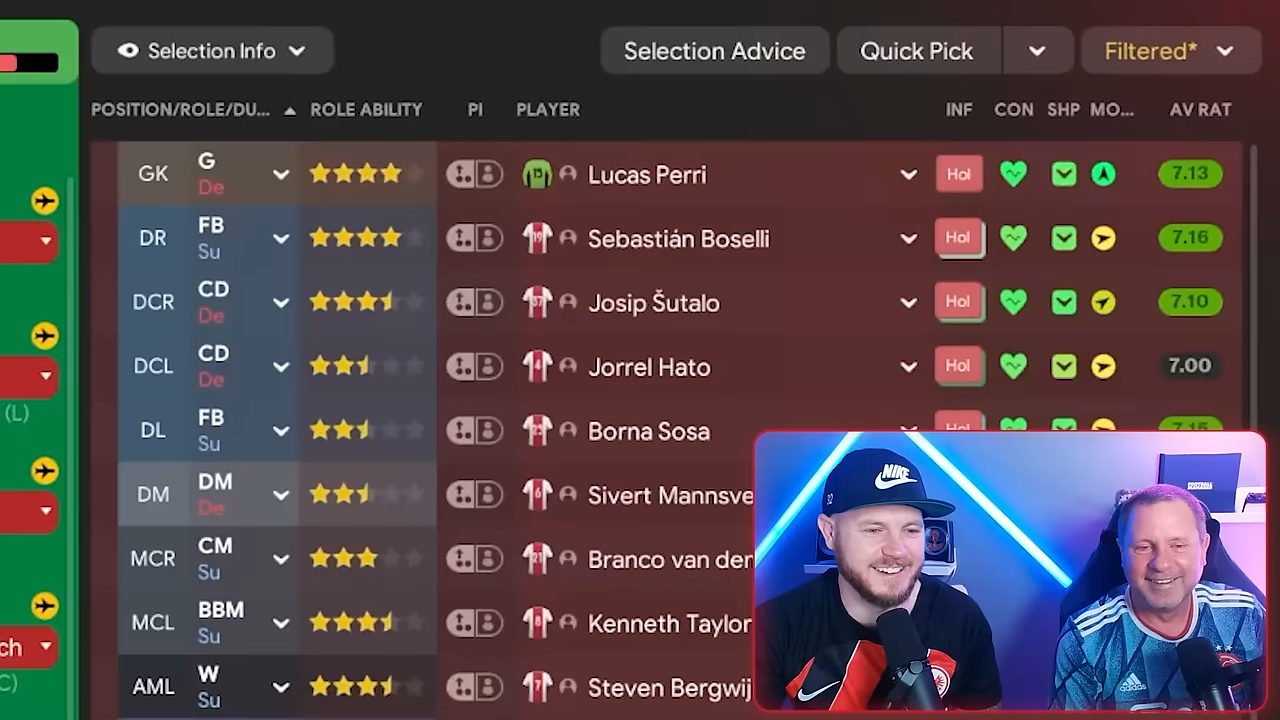 Selection Info
Selection Advice
Quick Pick
Filtered*
POSITION/ROLE/DU... ROLE ABILITY PI PLAYER INF CON SHP MO... AV RAT
GK G De Lucas Perri Hol 7.13
DR FB Su Sebastián Boselli Hol 7.16
DCR CD De Josip Šutalo Hol 7.10
DCL CD De Jorrel Hato Hol 7.00
(L)
DL FB Su Borna Sosa Hol 7.15
DM DM De Sivert Mannsve
MCR CM Su Branco van den
MCL BBM Su Kenneth Taylor
ch
C)
AML W Su Steven Bergwij
NIKE
adidas